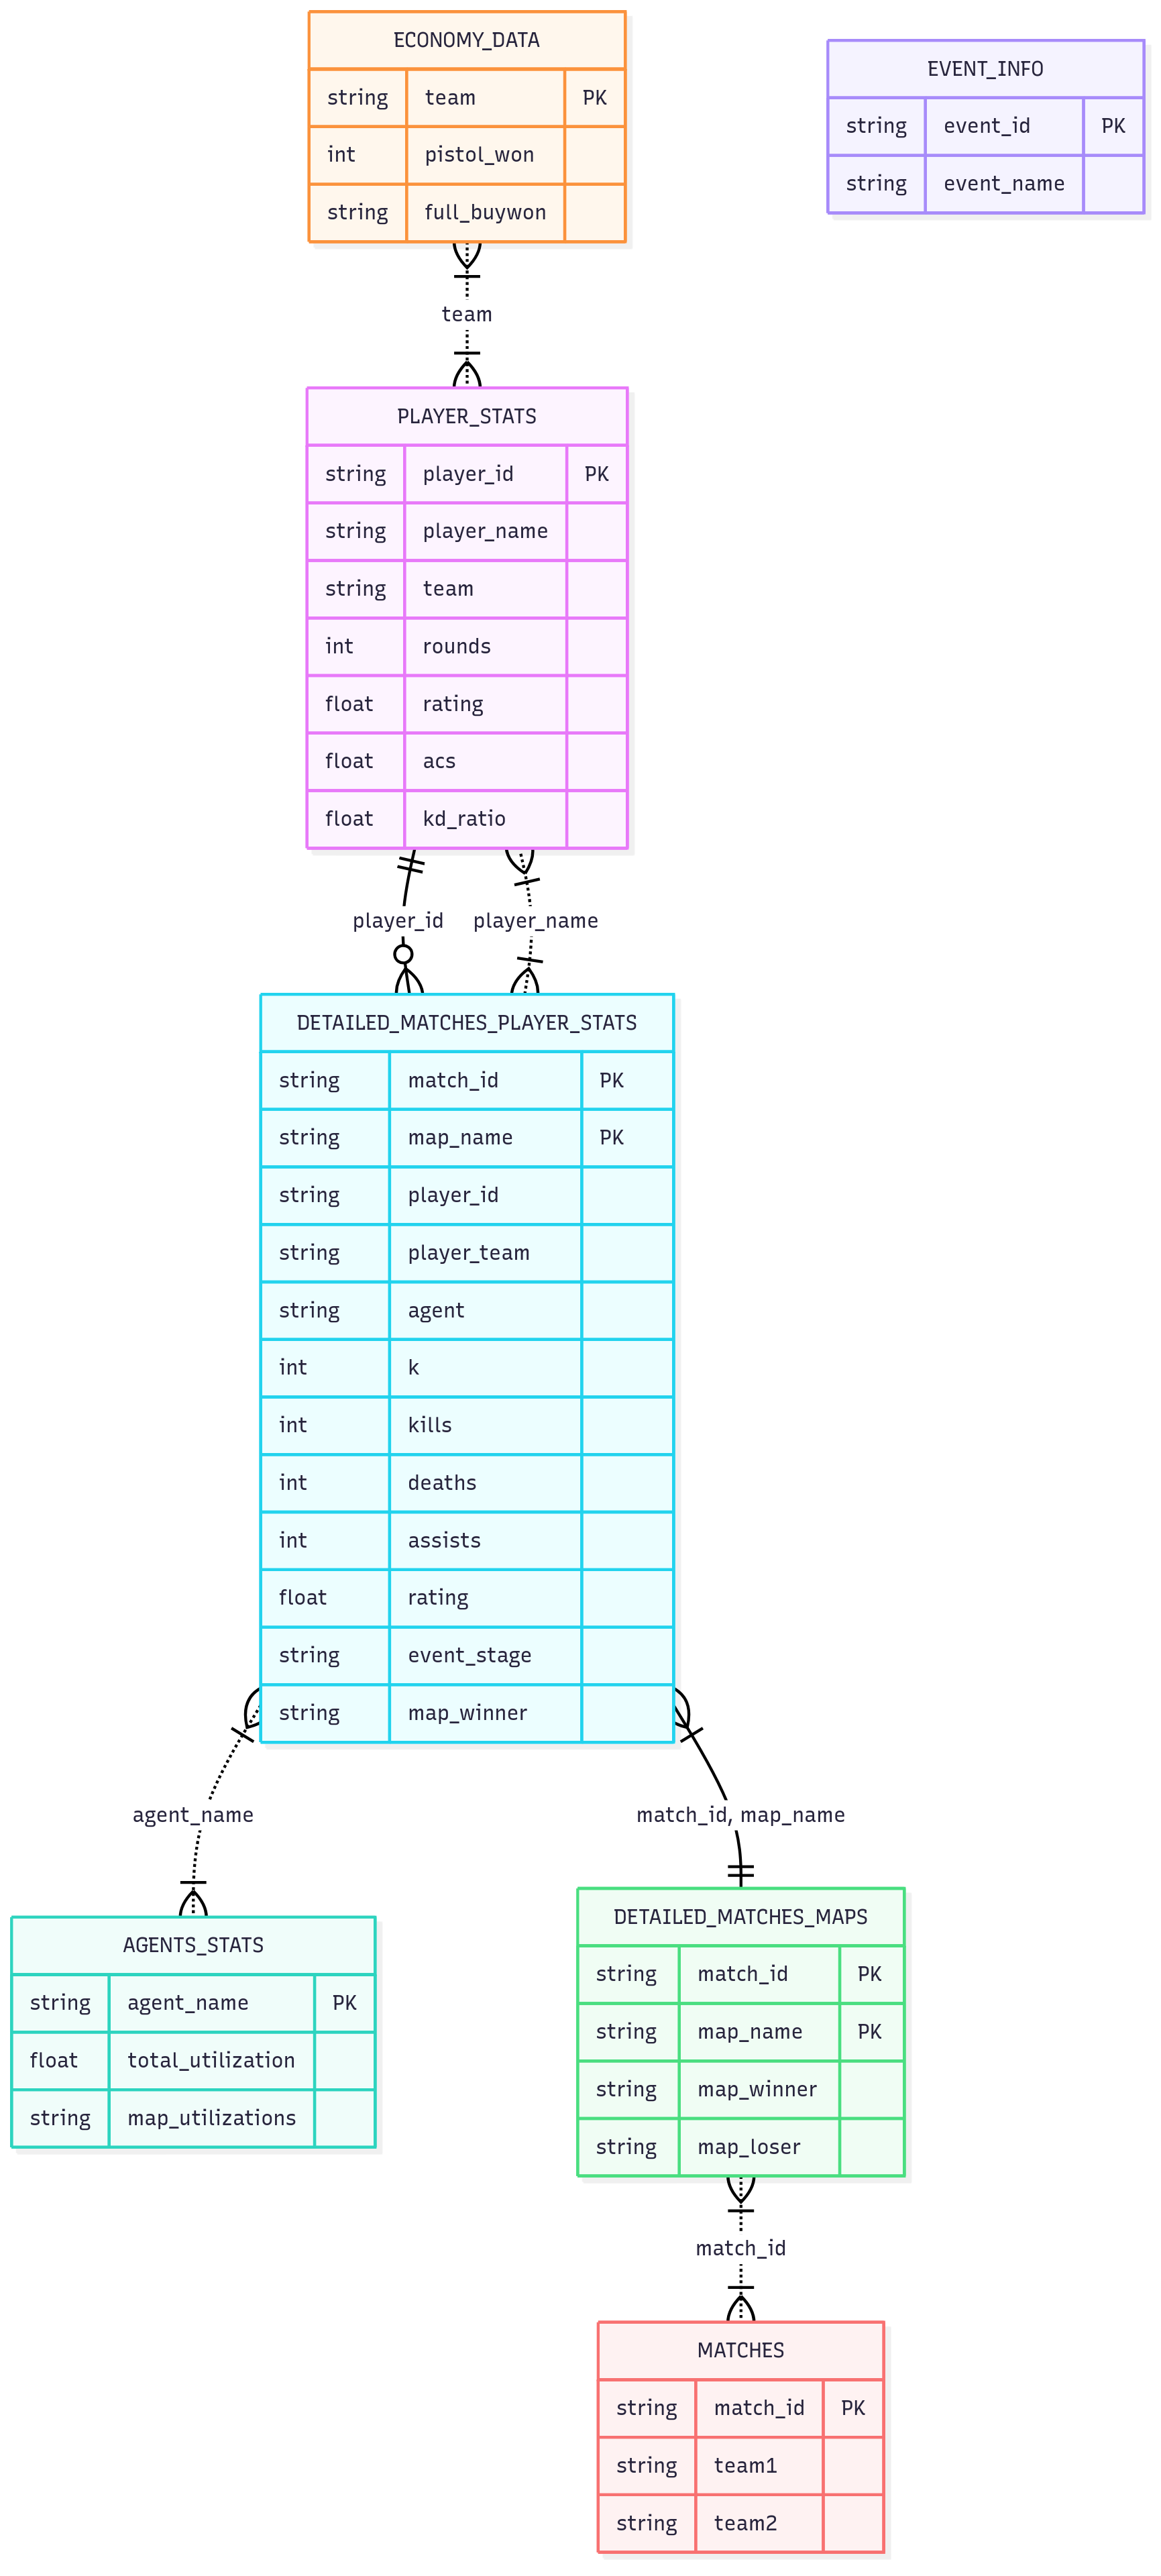 ECONOMY_DATA
string team PK
int pistol_won
string full_buywon
EVENT_INFO
string event_id PK
string event_name
team
PLAYER_STATS
string player_id PK
string player_name
string team
int rounds
float rating
float acs
float kd_ratio
player_id player_name
DETAILED_MATCHES_PLAYER_STATS
string match_id PK
string map_name PK
string player_id
string player_team
string agent
int k
int kills
int deaths
int assists
float rating
string event_stage
string map_winner
agent_name match_id, map_name
AGENTS_STATS
string agent_name PK
float total_utilization
string map_utilizations
DETAILED_MATCHES_MAPS
string match_id PK
string map_name PK
string map_winner
string map_loser
match_id
MATCHES
string match_id PK
string team1
string team2